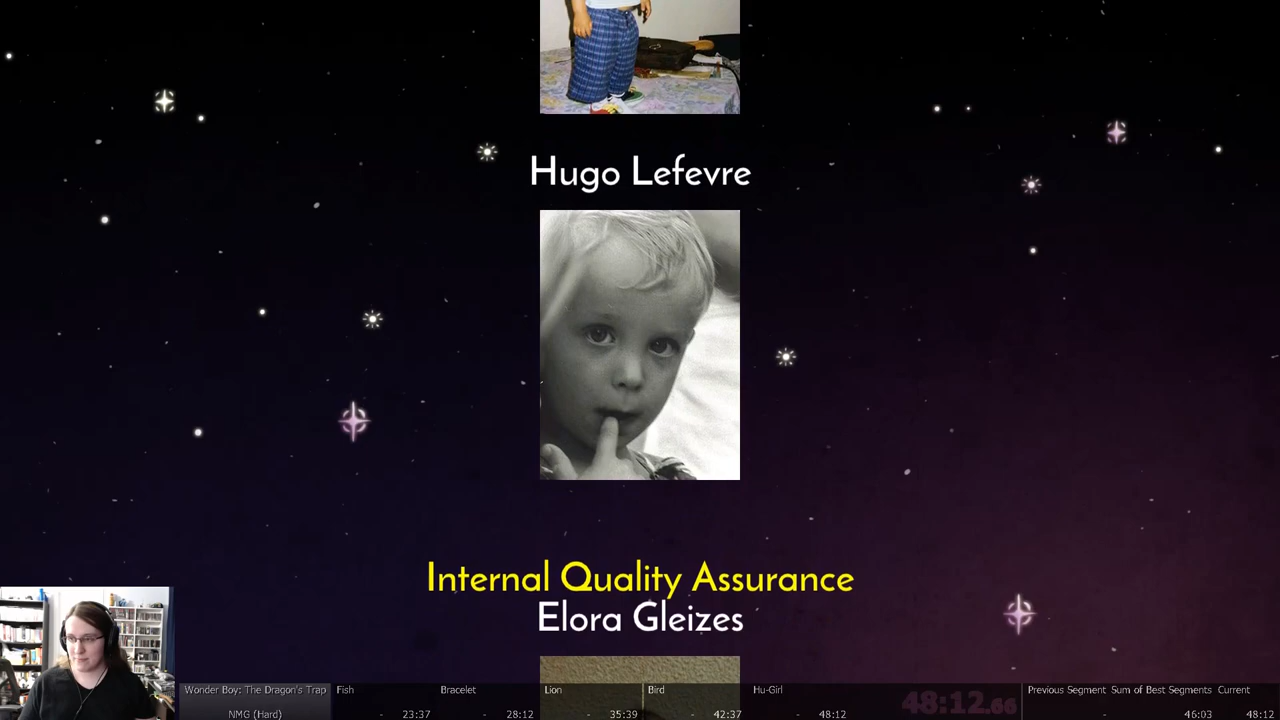 Hugo Lefevre
Internal Quality Assurance
Elora Gleizes
Wonder Boy: The Dragon's Trap
NMG (Hard)
Fish
- 23:37
Bracelet
- 28:12
Lion
- 35:39
Bird
- 42:37
Hu-Girl
- 48:12
48:12.66
Previous Segment Sum of Best Segments Current
- 46:03 48:12